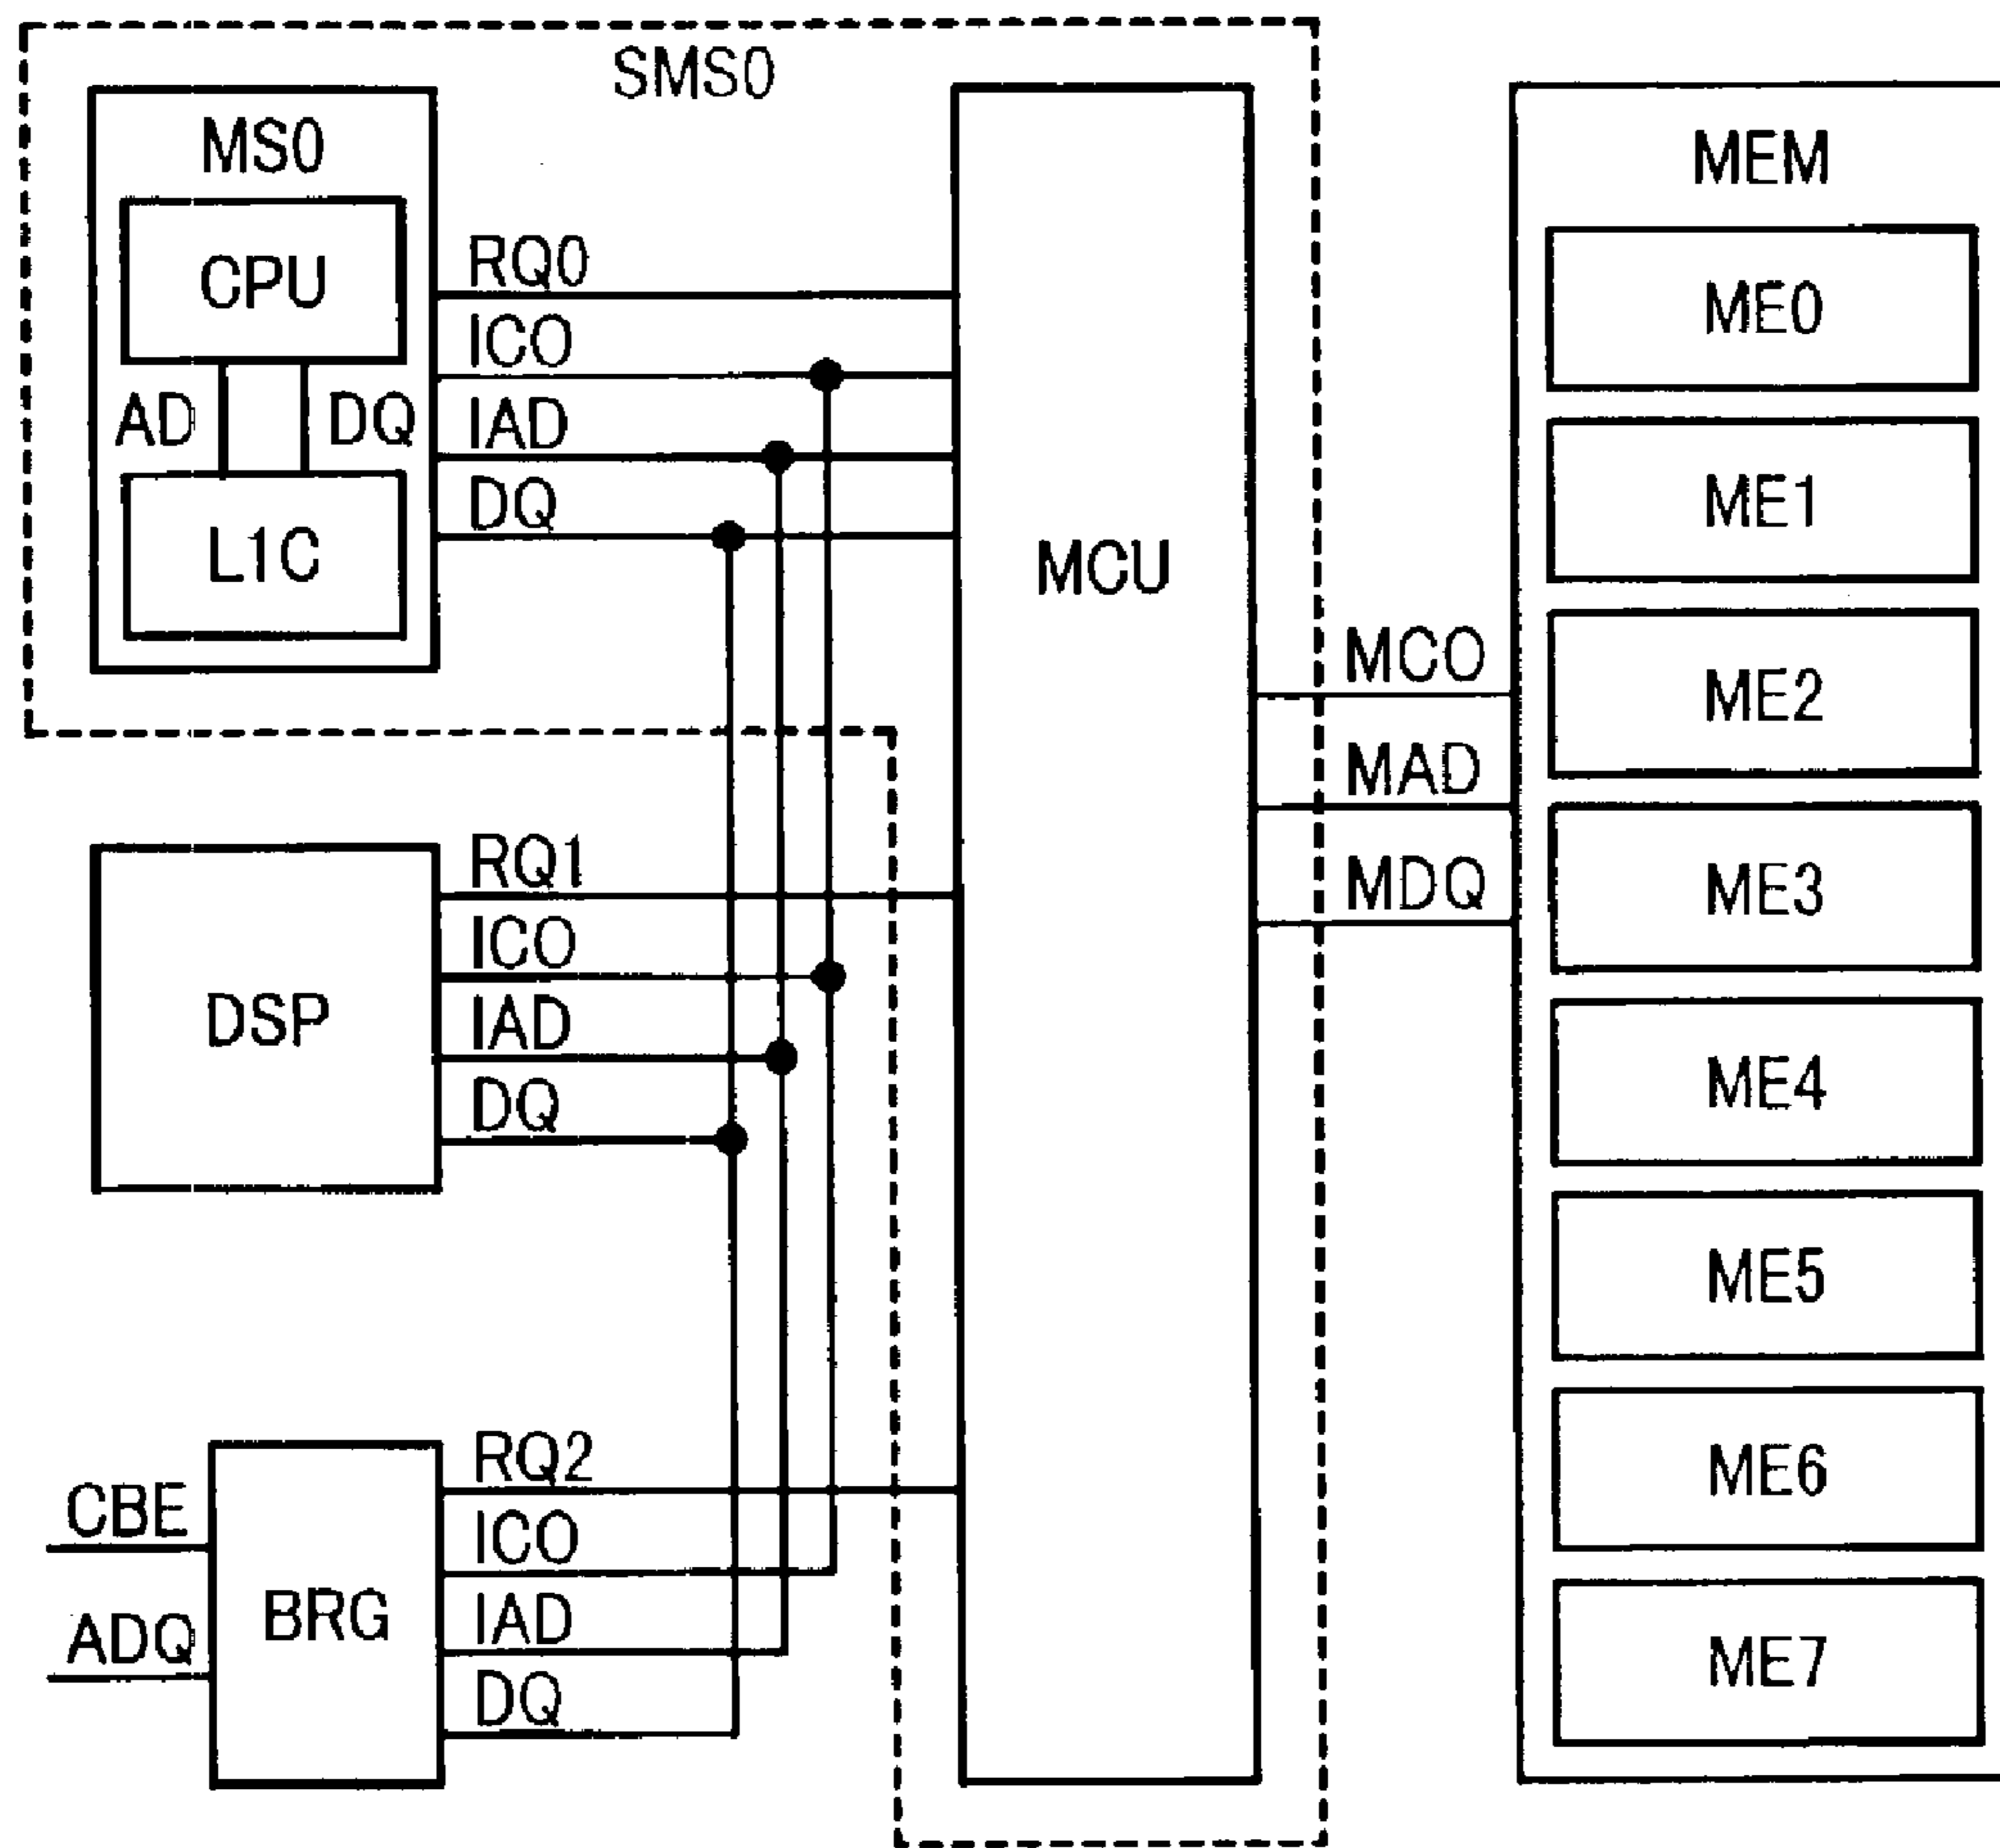 SMS0
MS0
CPU
AD
DQ
L1C
RQ0
ICO
IAD
DQ
MCU
DSP
RQ1
ICO
IAD
DQ
CBE
ADQ
BRG
RQ2
ICO
IAD
DQ
MCO
MAD
MDQ
MEM
ME0
ME1
ME2
ME3
ME4
ME5
ME6
ME7